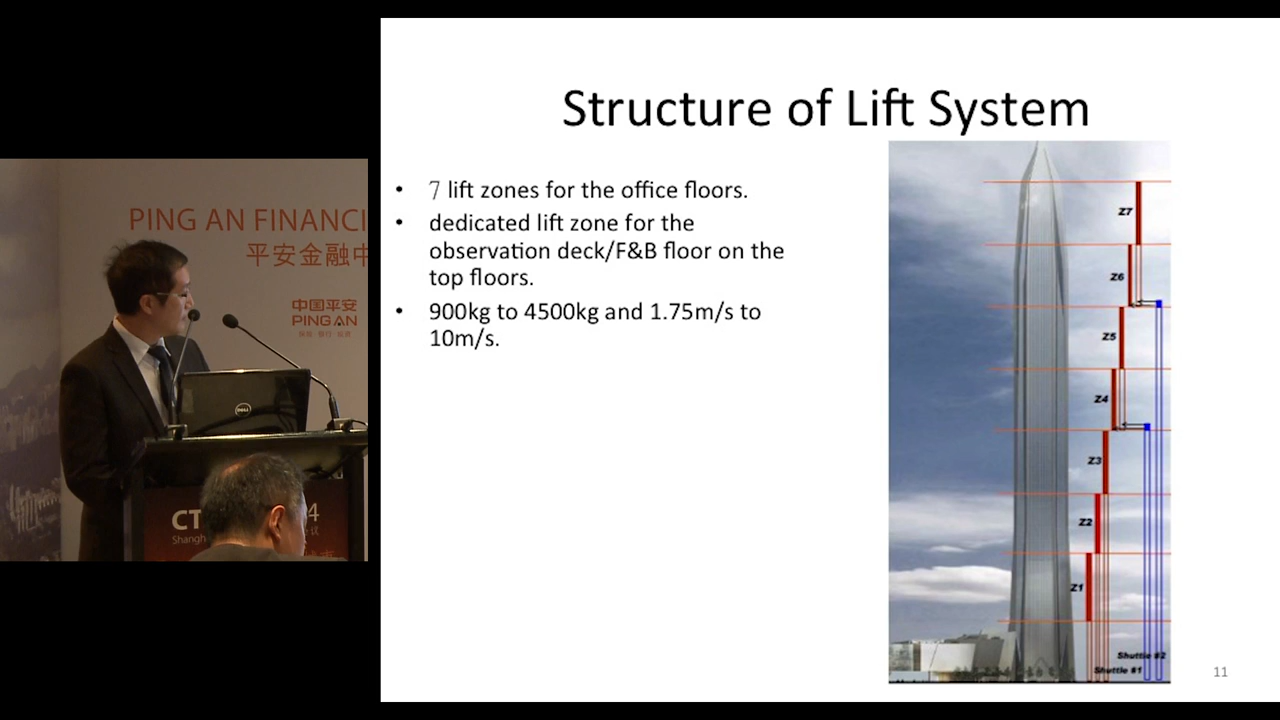 PING AN FINANCI
平安金融中
中国平安
PING AN
CT
4
Shangh
Structure of Lift System
• 7 lift zones for the office floors.
• dedicated lift zone for the
observation deck/F&B floor on the
top floors.
• 900kg to 4500kg and 1.75m/s to
10m/s.
Z7
Z6
Z5
Z4
Z3
Z2
Z1
Shuttle #2
Shuttle #1
11
DELL